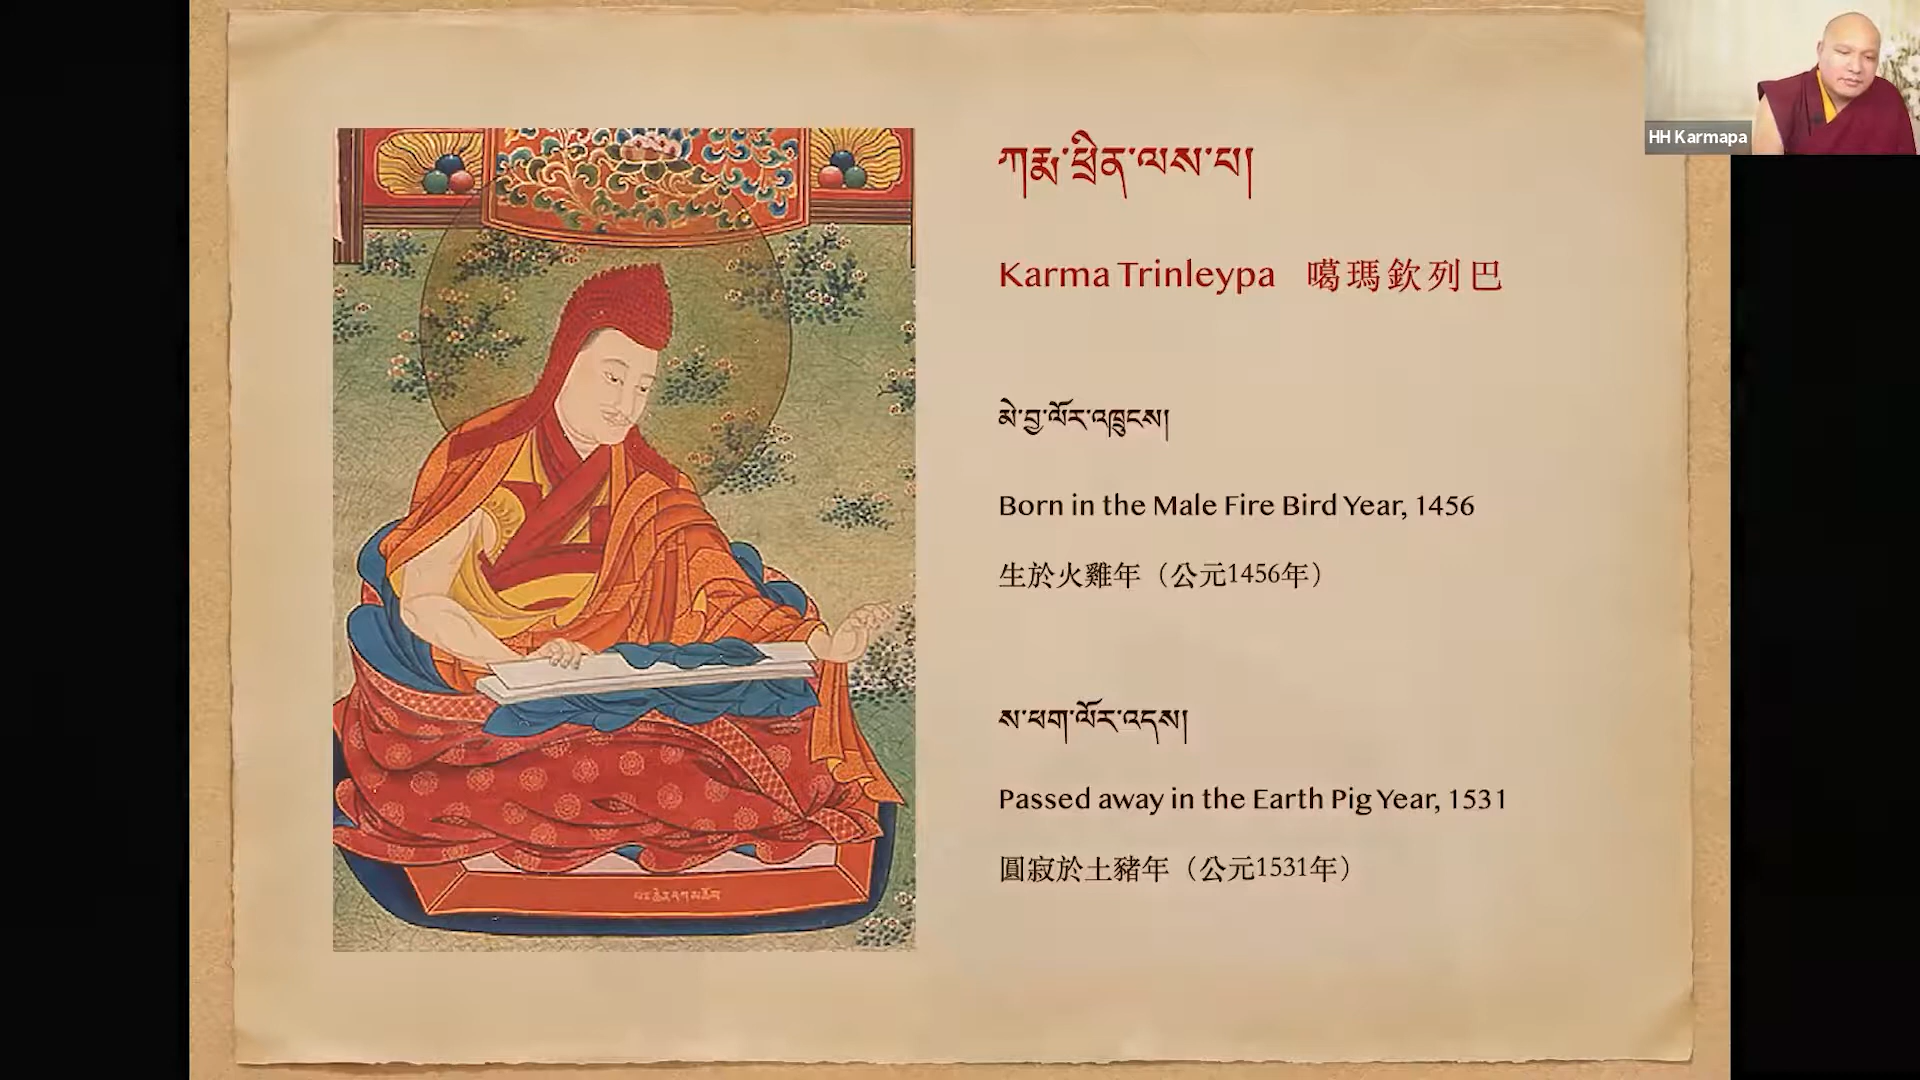 HH Karmapa
ཀརྨ་ཕྲིན་ལས་པ།
Karma Trinleypa 噶瑪欽列巴
མེ་བྱ་ལོར་འཁྲུངས།
Born in the Male Fire Bird Year, 1456
生於火雞年（公元1456年）
ས་ཕག་ལོར་འདས།
Passed away in the Earth Pig Year, 1531
圓寂於土豬年（公元1531年）